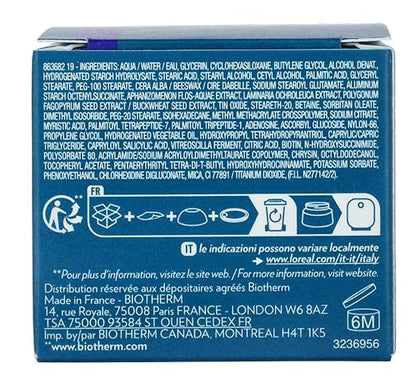 863682 19 - INGREDIENTS: AQUA / WATER / EAU, GLYCERIN, CYCLOHEXASILOXANE, BUTYLENE GLYCOL, ALCOHOL DENAT.,
HYDROGENATED STARCH HYDROLYSATE, STEARIC ACID, STEARYL ALCOHOL, CETYL ALCOHOL, PALMITIC ACID, GLYCERYL
STEARATE, PEG-100 STEARATE, CERA ALBA / BEESWAX / CIRE DABEILLE, SODIUM STEAROYL GLUTAMATE, ALUMINUM
STARCH OCTENYLSUCCINATE, APHANIZOMENON FLOS-AQUAE EXTRACT, LAMINARIA OCHROLEUCA EXTRACT, POLYGONUM
FAGOPYRUM SEED EXTRACT / BUCKWHEAT SEED EXTRACT, TIN OXIDE, STEARETH-20, BETAINE, SORBITAN OLEATE,
DIMETHYL ISOSORBIDE, PEG-20 STEARATE, ISOHEXADECANE, METHYL METHACRYLATE CROSSPOLYMER, SODIUM CITRATE,
MYRISTIC ACID, PALMITOYL TETRAPEPTIDE-7, PALMITOYL TRIPEPTIDE-1, ADENOSINE, ASCORBYL GLUCOSIDE, NYLON-66,
PROPYLENE GLYCOL, HYDROGENATED VEGETABLE OIL, HYDROXYPROPYL TETRAHYDROPYRANTRIOL, CAPRYLIC/CAPRIC
TRIGLYCERIDE, CAPRYLOYL SALICYLIC ACID, VITREOSCILLA FERMENT, CITRIC ACID, BIOTIN, N-HYDROXYSUCCINIMIDE,
POLYSORBATE 80, ACRYLAMIDE/SODIUM ACRYLOYLDIMETHYLTAURATE COPOLYMER, CHRYSIN, OCTYLDODECANOL,
TOCOPHERYL ACETATE, PENTAERYTHRITYL TETRA-DI-T-BUTYL HYDROXYHYDROCINNAMATE, POTASSIUM SORBATE,
PHENOXYETHANOL, CHLORHEXIDINE DIGLUCONATE, MICA, CI 77891 / TITANIUM DIOXIDE. (F.I.L. N27142/2).
FR
IT le indicazioni possono variare localmente
www.loreal.com/it-it/italy
**Pour plus d'information, visitez le site web / For more information, visit website.
Distribution réservée aux dépositaires agréés Biotherm
Made in France - BIOTHERM
14, rue Royale, 75008 Paris FRANCE - LONDON W6 8AZ
TSA 75000 93584 ST OUEN CEDEX FR
IMP. BY BIOTHERM CANADA, MONTREAL H4T 1K5
**www.biotherm.com
6M
3236956